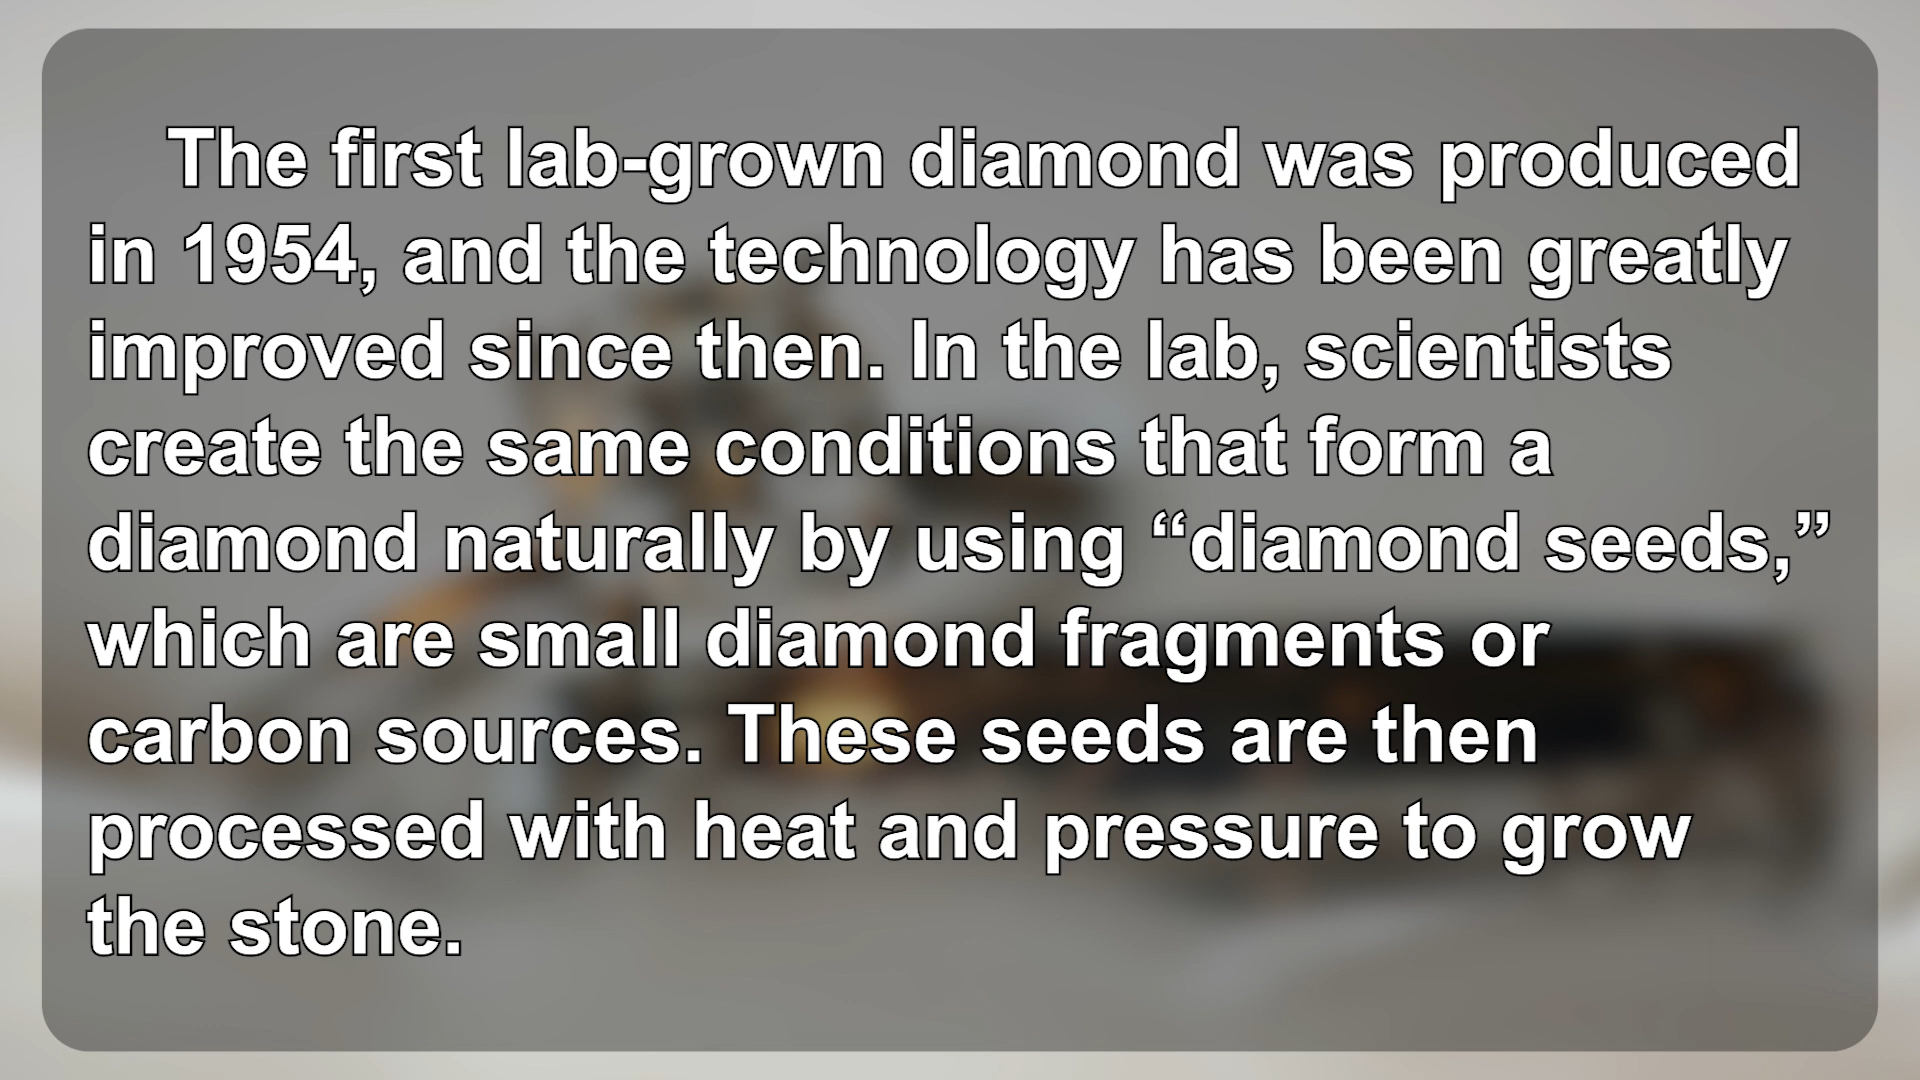 The first lab-grown diamond was produced
in 1954, and the technology has been greatly
improved since then. In the lab, scientists
create the same conditions that form a
diamond naturally by using “diamond seeds,”
which are small diamond fragments or
carbon sources. These seeds are then
processed with heat and pressure to grow
the stone.